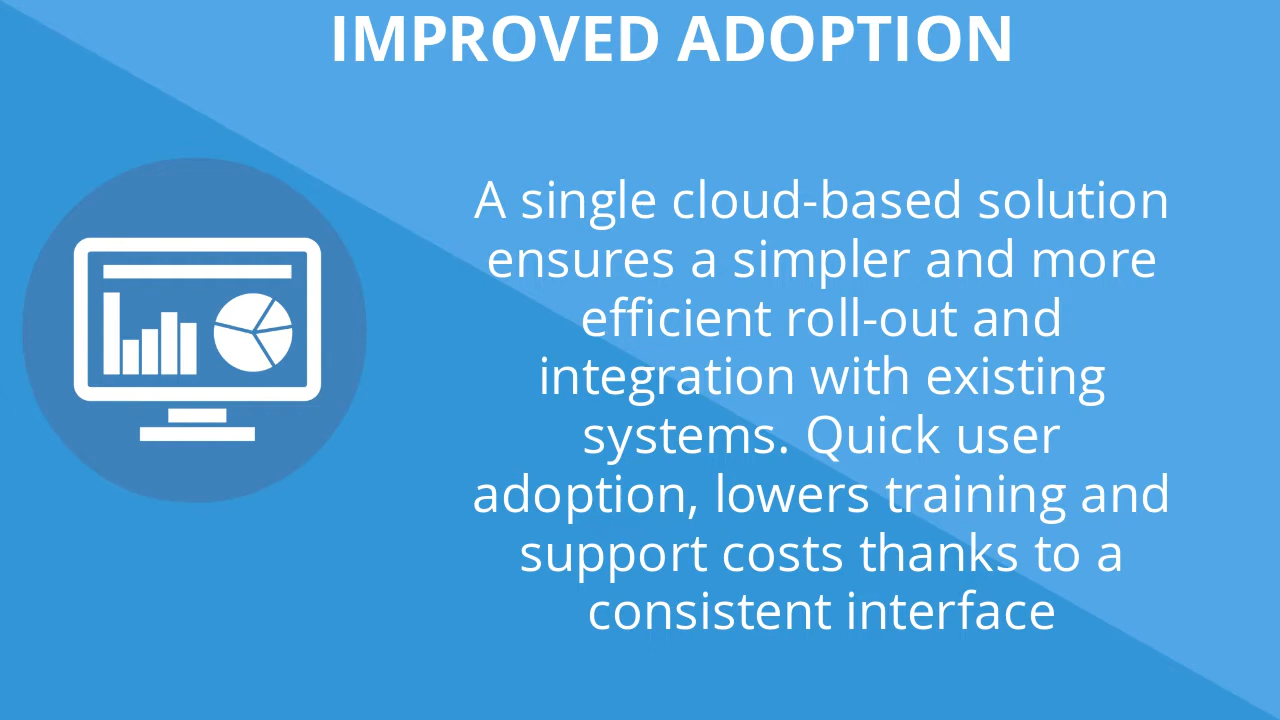 IMPROVED ADOPTION
A single cloud-based solution
ensures a simpler and more
efficient roll-out and
integration with existing
systems. Quick user
adoption, lowers training and
support costs thanks to a
consistent interface